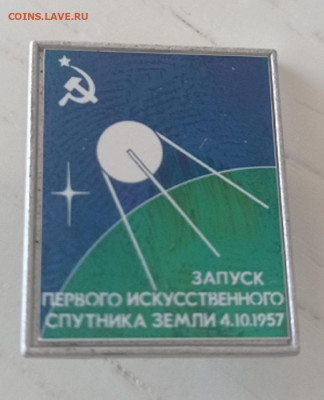 COINS.LAVE.RU
ЗАПУСК
ПЕРВОГО ИСКУССТВЕННОГО
СПУТНИКА ЗЕМЛИ 4.10.1957